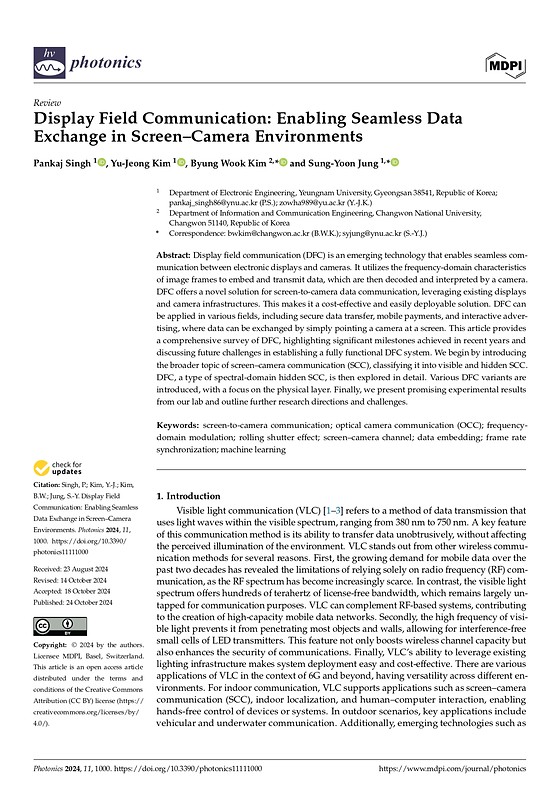 hv
photonics
MDPI
Review
Display Field Communication: Enabling Seamless Data
Exchange in Screen–Camera Environments
Pankaj Singh 1, Yu-Jeong Kim 1, Byung Wook Kim 2,* and Sung-Yoon Jung 1,*
1 Department of Electronic Engineering, Yeungnam University, Gyeongsan 38541, Republic of Korea;
pankaj_singh86@ynu.ac.kr (P.S.); zowha989@yu.ac.kr (Y.-J.K.)
2 Department of Information and Communication Engineering, Changwon National University,
Changwon 51140, Republic of Korea
* Correspondence: bwkim@changwon.ac.kr (B.W.K.); syjung@ynu.ac.kr (S.-Y.J.)
Abstract: Display field communication (DFC) is an emerging technology that enables seamless com-
munication between electronic displays and cameras. It utilizes the frequency-domain characteristics
of image frames to embed and transmit data, which are then decoded and interpreted by a camera.
DFC offers a novel solution for screen-to-camera data communication, leveraging existing displays
and camera infrastructures. This makes it a cost-effective and easily deployable solution. DFC can
be applied in various fields, including secure data transfer, mobile payments, and interactive adver-
tising, where data can be exchanged by simply pointing a camera at a screen. This article provides
a comprehensive survey of DFC, highlighting significant milestones achieved in recent years and
discussing future challenges in establishing a fully functional DFC system. We begin by introducing
the broader topic of screen–camera communication (SCC), classifying it into visible and hidden SCC.
DFC, a type of spectral-domain hidden SCC, is then explored in detail. Various DFC variants are
introduced, with a focus on the physical layer. Finally, we present promising experimental results
from our lab and outline further research directions and challenges.
Keywords: screen-to-camera communication; optical camera communication (OCC); frequency-
domain modulation; rolling shutter effect; screen–camera channel; data embedding; frame rate
synchronization; machine learning
check for
updates
Citation: Singh, P.; Kim, Y.-J.; Kim,
B.W.; Jung, S.-Y. Display Field
Communication: Enabling Seamless
Data Exchange in Screen–Camera
Environments. Photonics 2024, 11,
1000. https://doi.org/10.3390/
photonics11111000
Received: 23 August 2024
Revised: 14 October 2024
Accepted: 18 October 2024
Published: 24 October 2024
cc BY
Copyright: © 2024 by the authors.
Licensee MDPI, Basel, Switzerland.
This article is an open access article
distributed under the terms and
conditions of the Creative Commons
Attribution (CC BY) license (https://
creativecommons.org/licenses/by/
4.0/).
1. Introduction
Visible light communication (VLC) [1–3] refers to a method of data transmission that
uses light waves within the visible spectrum, ranging from 380 nm to 750 nm. A key feature
of this communication method is its ability to transfer data unobtrusively, without affecting
the perceived illumination of the environment. VLC stands out from other wireless commu-
nication methods for several reasons. First, the growing demand for mobile data over the
past two decades has revealed the limitations of relying solely on radio frequency (RF) com-
munication, as the RF spectrum has become increasingly scarce. In contrast, the visible light
spectrum offers hundreds of terahertz of license-free bandwidth, which remains largely un-
tapped for communication purposes. VLC can complement RF-based systems, contributing
to the creation of high-capacity mobile data networks. Secondly, the high frequency of visi-
ble light prevents it from penetrating most objects and walls, allowing for interference-free
small cells of LED transmitters. This feature not only boosts wireless channel capacity but
also enhances the security of communications. Finally, VLC's ability to leverage existing
lighting infrastructure makes system deployment easy and cost-effective. There are various
applications of VLC in the context of 6G and beyond, having versatility across different en-
vironments. For indoor communication, VLC supports applications such as screen–camera
communication (SCC), indoor localization, and human–computer interaction, enabling
hands-free control of devices or systems. In outdoor scenarios, key applications include
vehicular and underwater communication. Additionally, emerging technologies such as
Photonics 2024, 11, 1000. https://doi.org/10.3390/photonics11111000
https://www.mdpi.com/journal/photonics